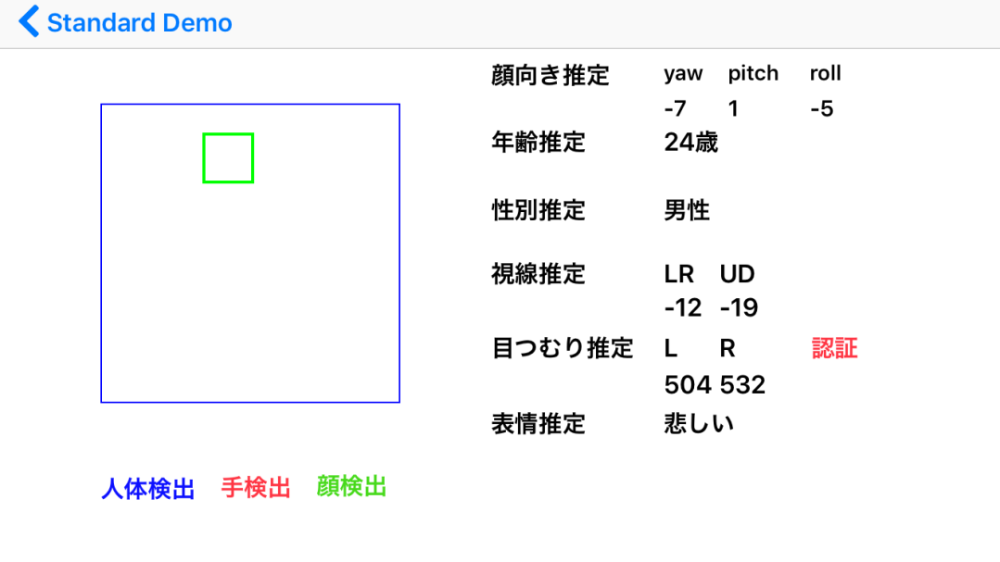 Standard Demo
顔向き推定 yaw pitch roll
-7 1 -5
年齢推定 24歳
性別推定 男性
視線推定 LR UD
-12 -19
目つむり推定 L R 認証
504 532
表情推定 悲しい
人体検出 手検出 顔検出